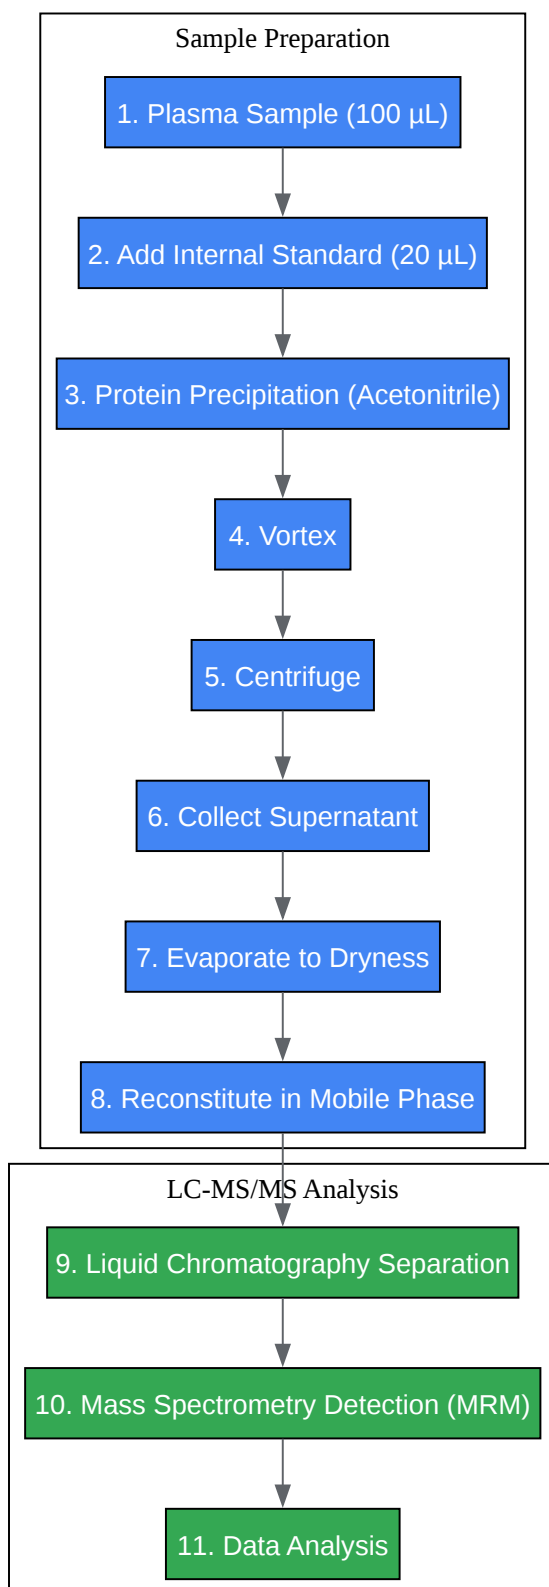 Sample Preparation
1. Plasma Sample (100 µL)
2. Add Internal Standard (20 µL)
3. Protein Precipitation (Acetonitrile)
4. Vortex
5. Centrifuge
6. Collect Supernatant
7. Evaporate to Dryness
8. Reconstitute in Mobile Phase
LC-MS/MS Analysis
9. Liquid Chromatography Separation
10. Mass Spectrometry Detection (MRM)
11. Data Analysis